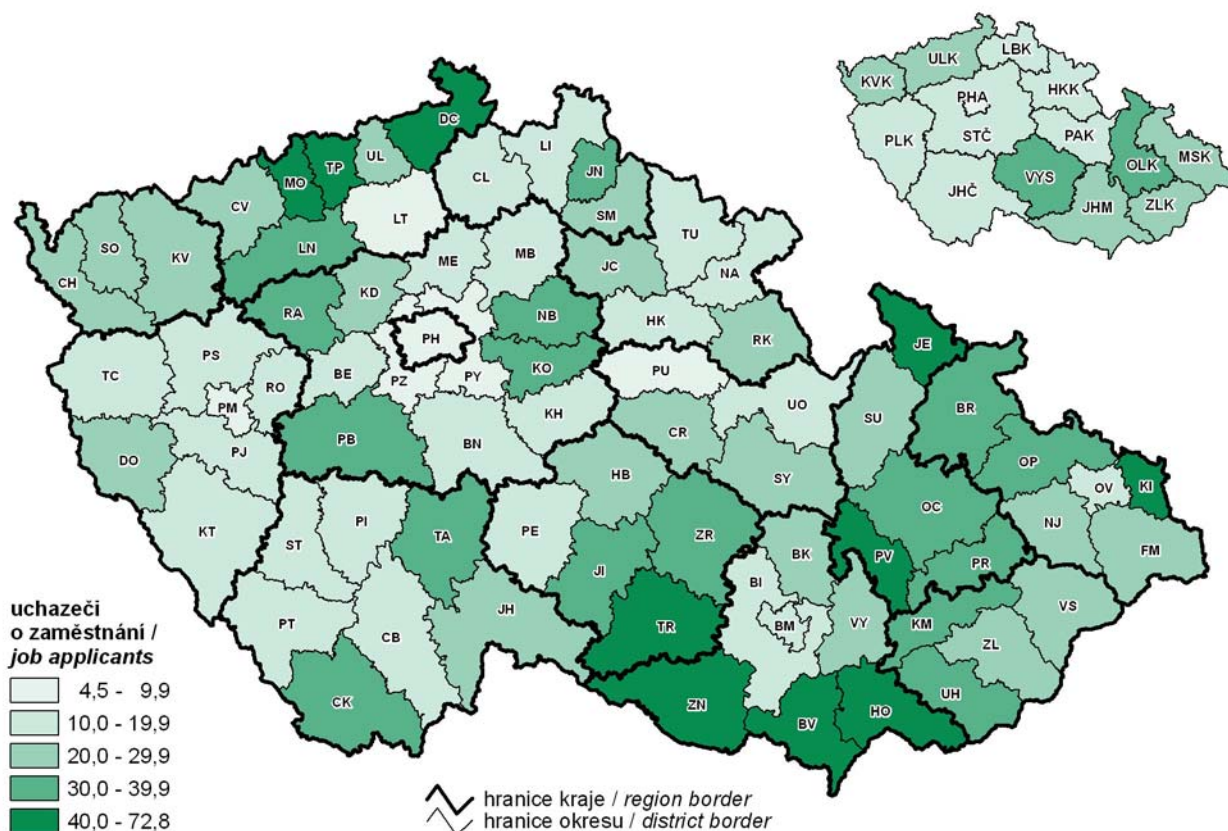 DC
LBK
ULK
KVK
HKK
PHA
STČ
PLK
PAK
MSK
OLK
VYS
JHČ
JHM
ZLK
MO
TP
UL
LI
JN
CL
CV
LT
SM
LN
TU
SO
KV
ME
MB
JC
NA
CH
KD
RA
NB
HK
PH
RK
JE
PS
TC
RO
BE
PZ
PY
KO
PU
UO
PM
KH
SU
BR
PB
BN
CR
PJ
DO
OP
HB
SY
OV
KI
OC
NJ
KT
ST
PI
TA
PE
ZR
BK
PV
FM
PR
JI
BI
VS
PT
CB
JH
TR
BM
VY
KM
ZL
CK
ZN
BV
HO
UH
uchazeči
o zaměstnání /
job applicants
4,5 - 9,9
10,0 - 19,9
20,0 - 29,9
30,0 - 39,9
40,0 - 72,8
hranice kraje / region border
hranice okresu / district border